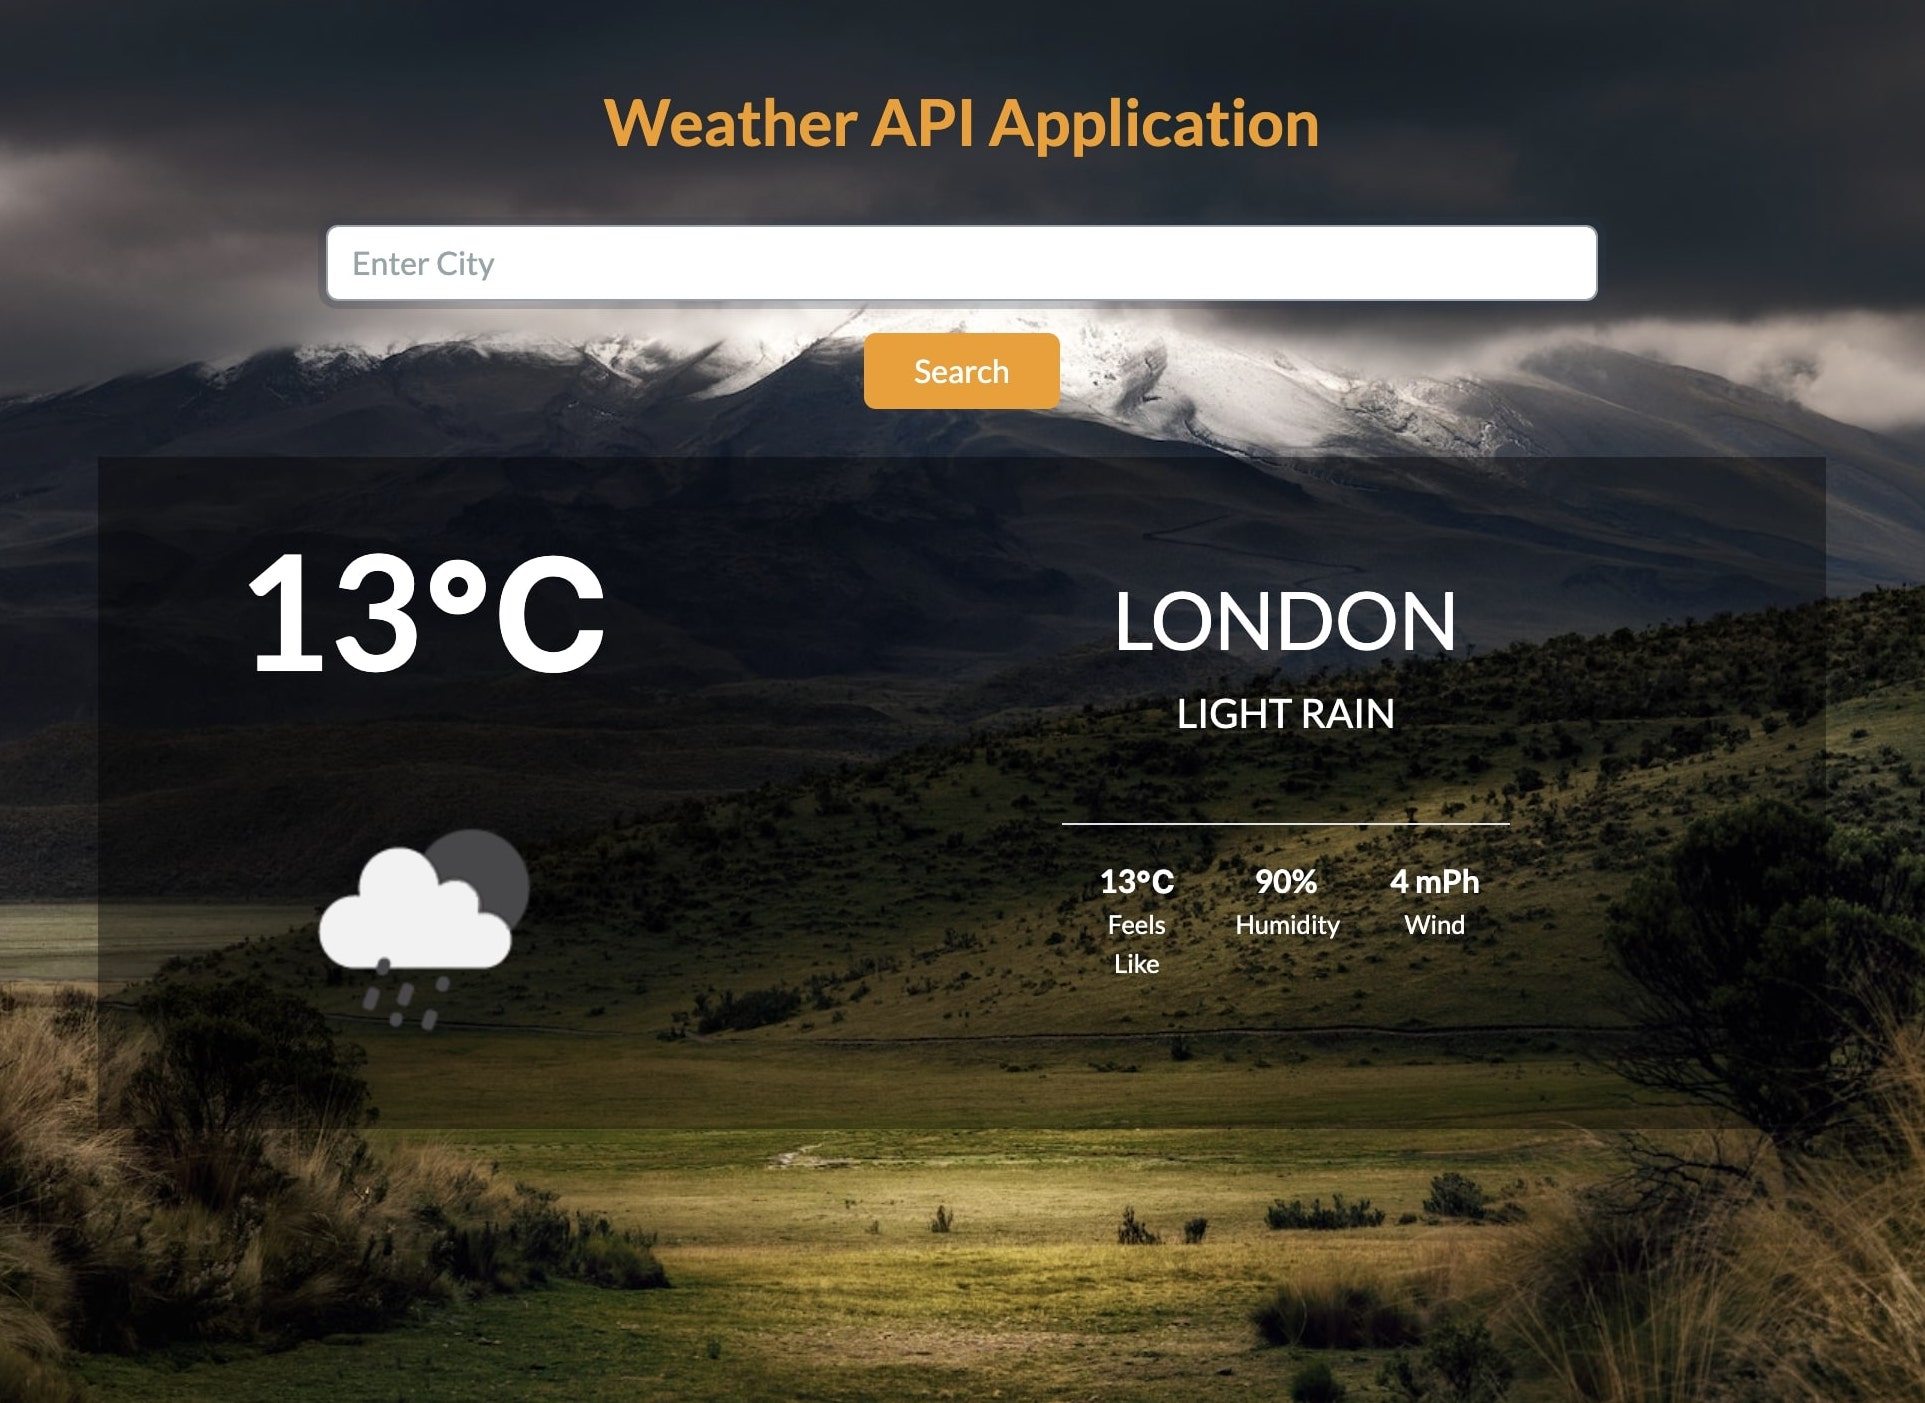 Weather API Application
Enter City
Search
13°C
LONDON
LIGHT RAIN
13°C
Feels
Like
90%
Humidity
4 mPh
Wind